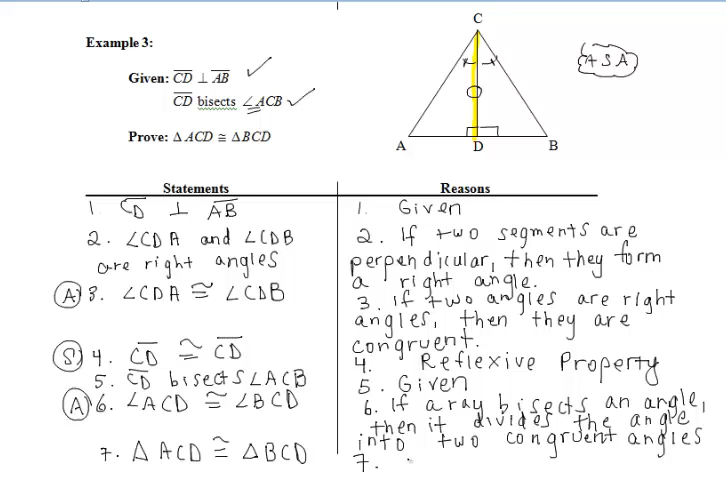 C
Example 3:
ASA
Given: CD ⊥ AB
CD bisects ∠ACB
Prove: Δ ACD ≅ Δ BCD
A D B
Statements Reasons
1. CD ⊥ AB
1. Given
2. ∠CDA and ∠CDB
are right angles
2. If two segments are
perpendicular, then they form
a right angle.
A 3. ∠CDA ≅ ∠CDB
3. if two angles are right
angles, then they are
congruent.
S 4. CD ≅ CD
4. Reflexive Property
5. CD bisects ∠ACB
5. Given
A 6. ∠ACD ≅ ∠BCD
6. If a ray bisects an angle,
then it divides the angle
into two congruent angles
7. Δ ACD ≅ Δ BCD
7.